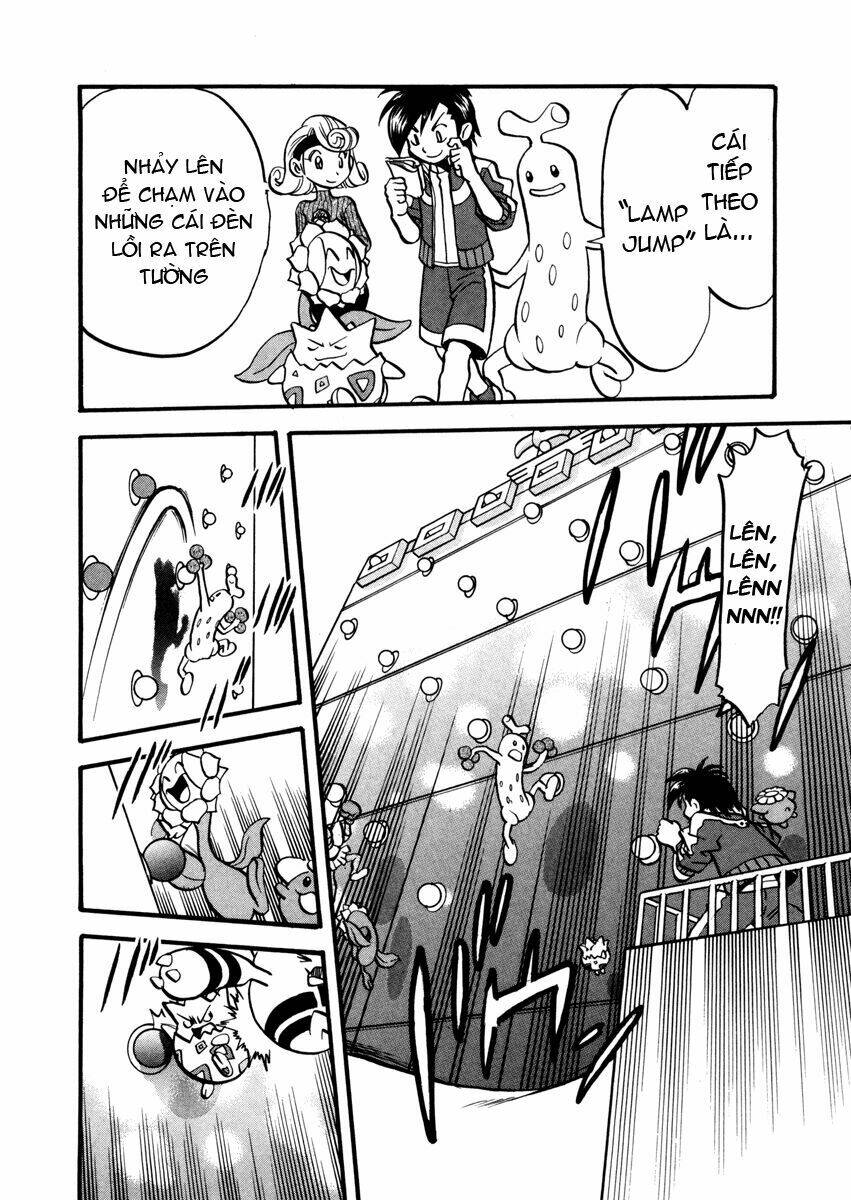 CÁI
TIẾP
THEO
LÀ...
"LAMP
JUMP"
NHẢY LÊN
ĐỂ CHẠM VÀO
NHỮNG CÁI ĐÈN
LỒI RA TRÊN
TƯỜNG
LÊN,
LÊN,
LÊNN
NNN!!